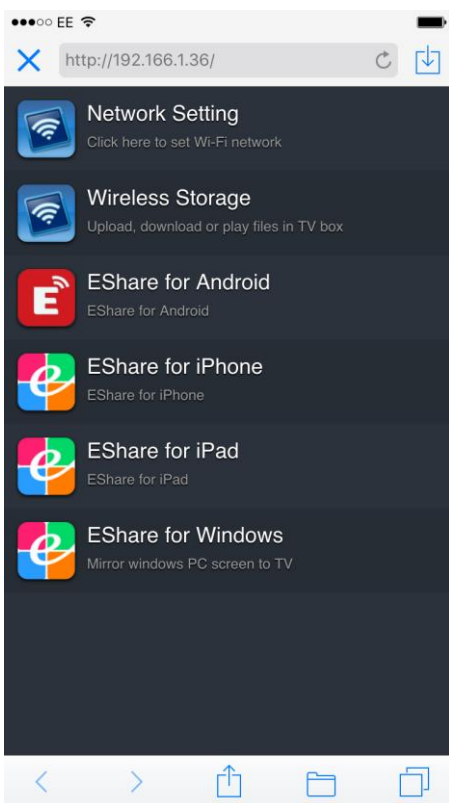 EE
http://192.166.1.36/
Network Setting
Click here to set Wi-Fi network
Wireless Storage
Upload, download or play files in TV box
E
EShare for Android
EShare for Android
e
EShare for iPhone
EShare for iPhone
e
EShare for iPad
EShare for iPad
e
EShare for Windows
Mirror windows PC screen to TV